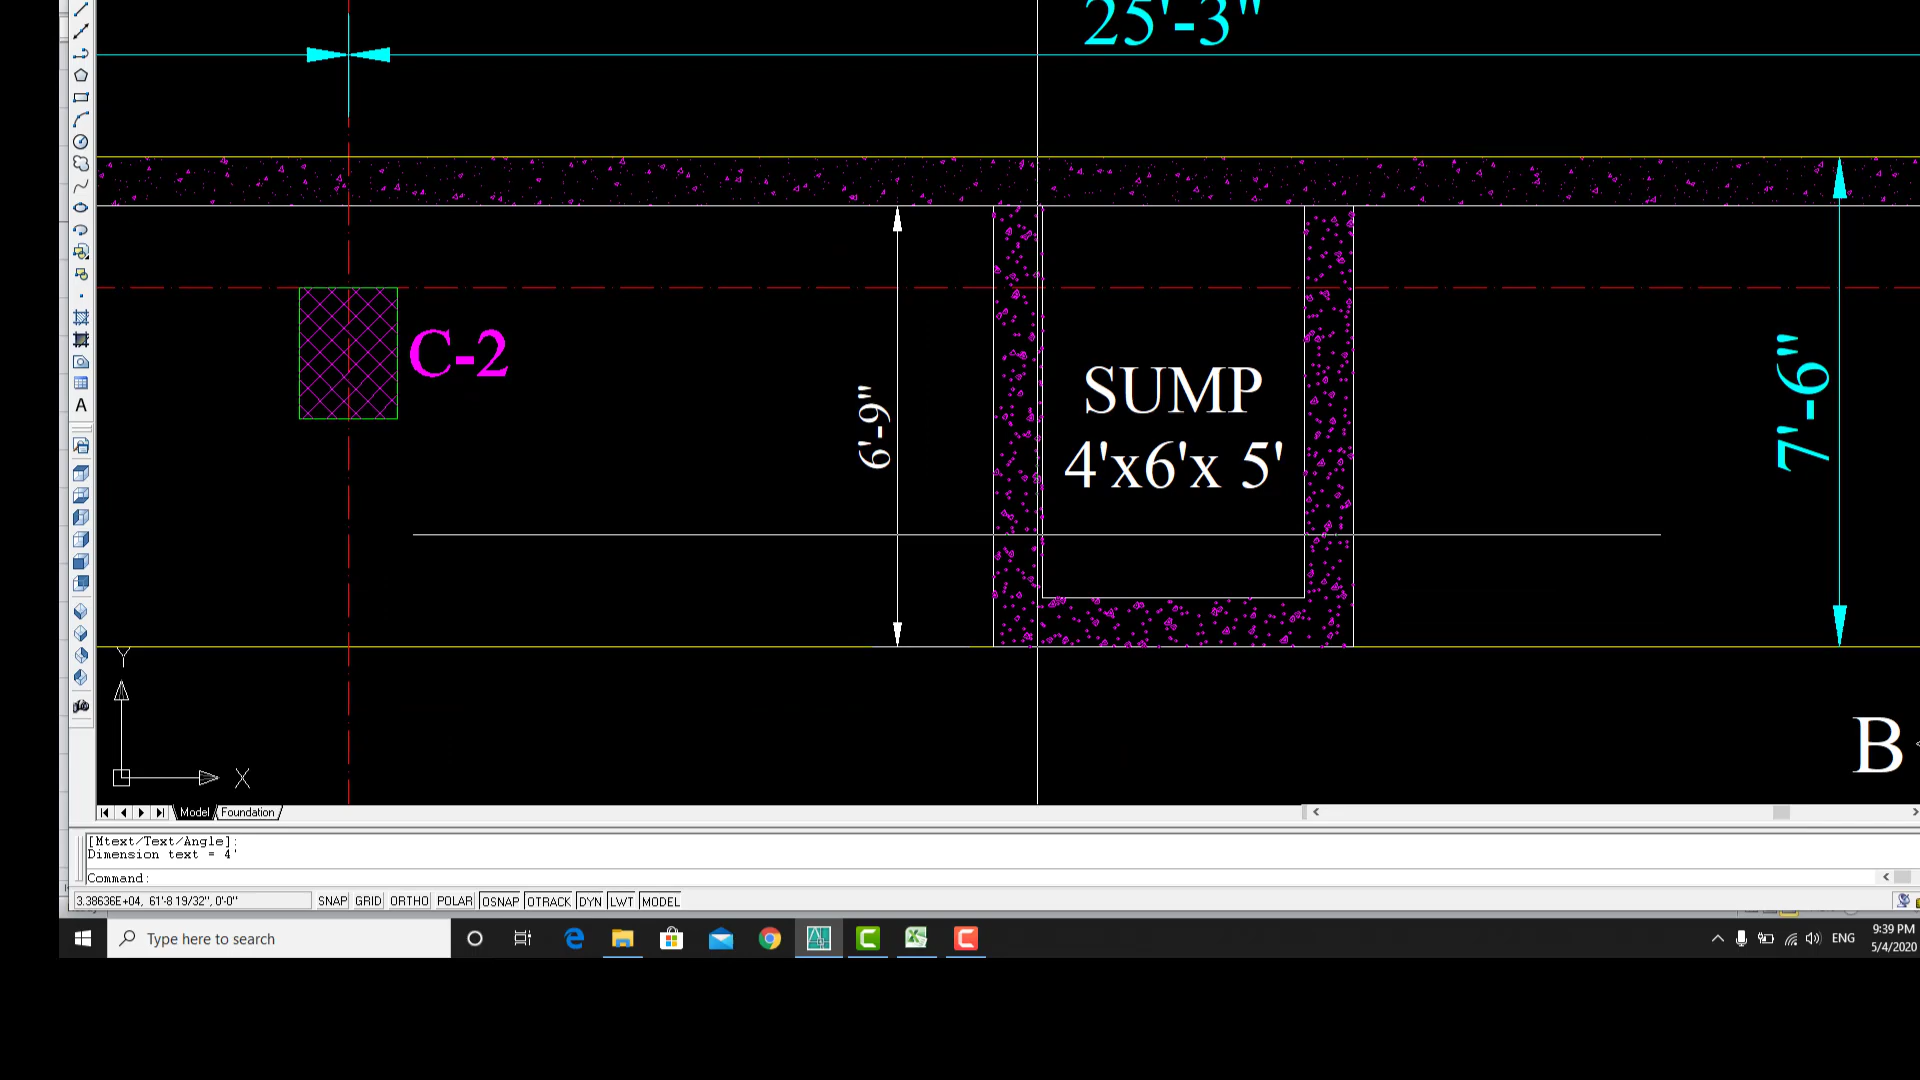 25'-3"
C-2
6'-9"
SUMP
4'x6'x 5'
7'-6"
B
Y
X
A
Model
Foundation
[Mtext/Text/Angle]:
Dimension text = 4'
Command:
3.38636E+04, 61'-8 19/32", 0'-0"
SNAP GRID ORTHO POLAR OSNAP OTRACK DYN LWT MODEL
Type here to search
ENG
9:39 PM
5/4/2020